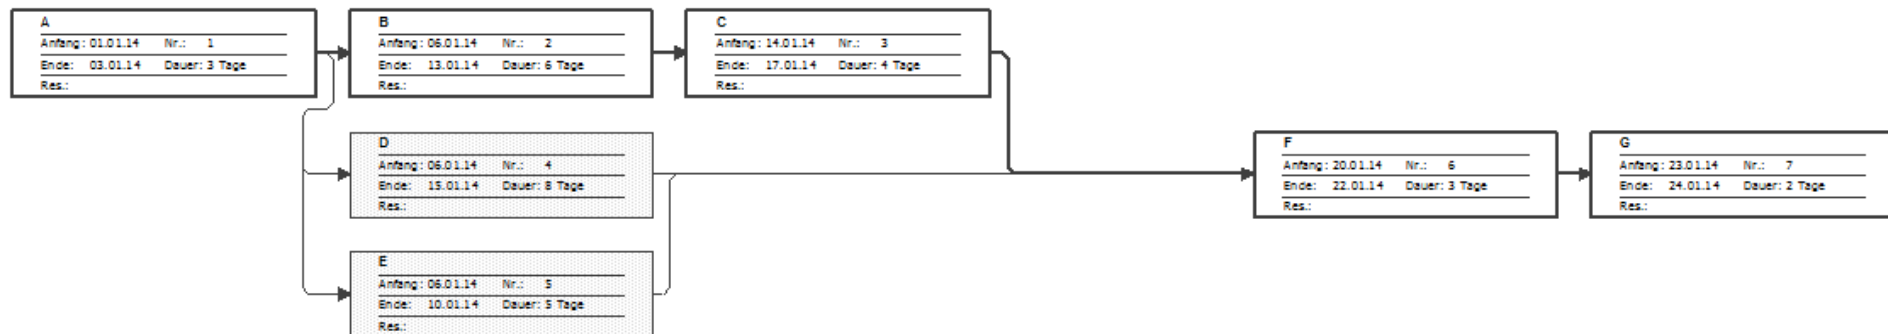 A
Anfang: 01.01.14 Nr.: 1
Ende: 03.01.14 Dauer: 3 Tage
Res.:
B
Anfang: 06.01.14 Nr.: 2
Ende: 13.01.14 Dauer: 6 Tage
Res.:
C
Anfang: 14.01.14 Nr.: 3
Ende: 17.01.14 Dauer: 4 Tage
Res.:
D
Anfang: 06.01.14 Nr.: 4
Ende: 15.01.14 Dauer: 8 Tage
Res.:
E
Anfang: 06.01.14 Nr.: 5
Ende: 10.01.14 Dauer: 5 Tage
Res.:
F
Anfang: 20.01.14 Nr.: 6
Ende: 22.01.14 Dauer: 3 Tage
Res.:
G
Anfang: 23.01.14 Nr.: 7
Ende: 24.01.14 Dauer: 2 Tage
Res.: